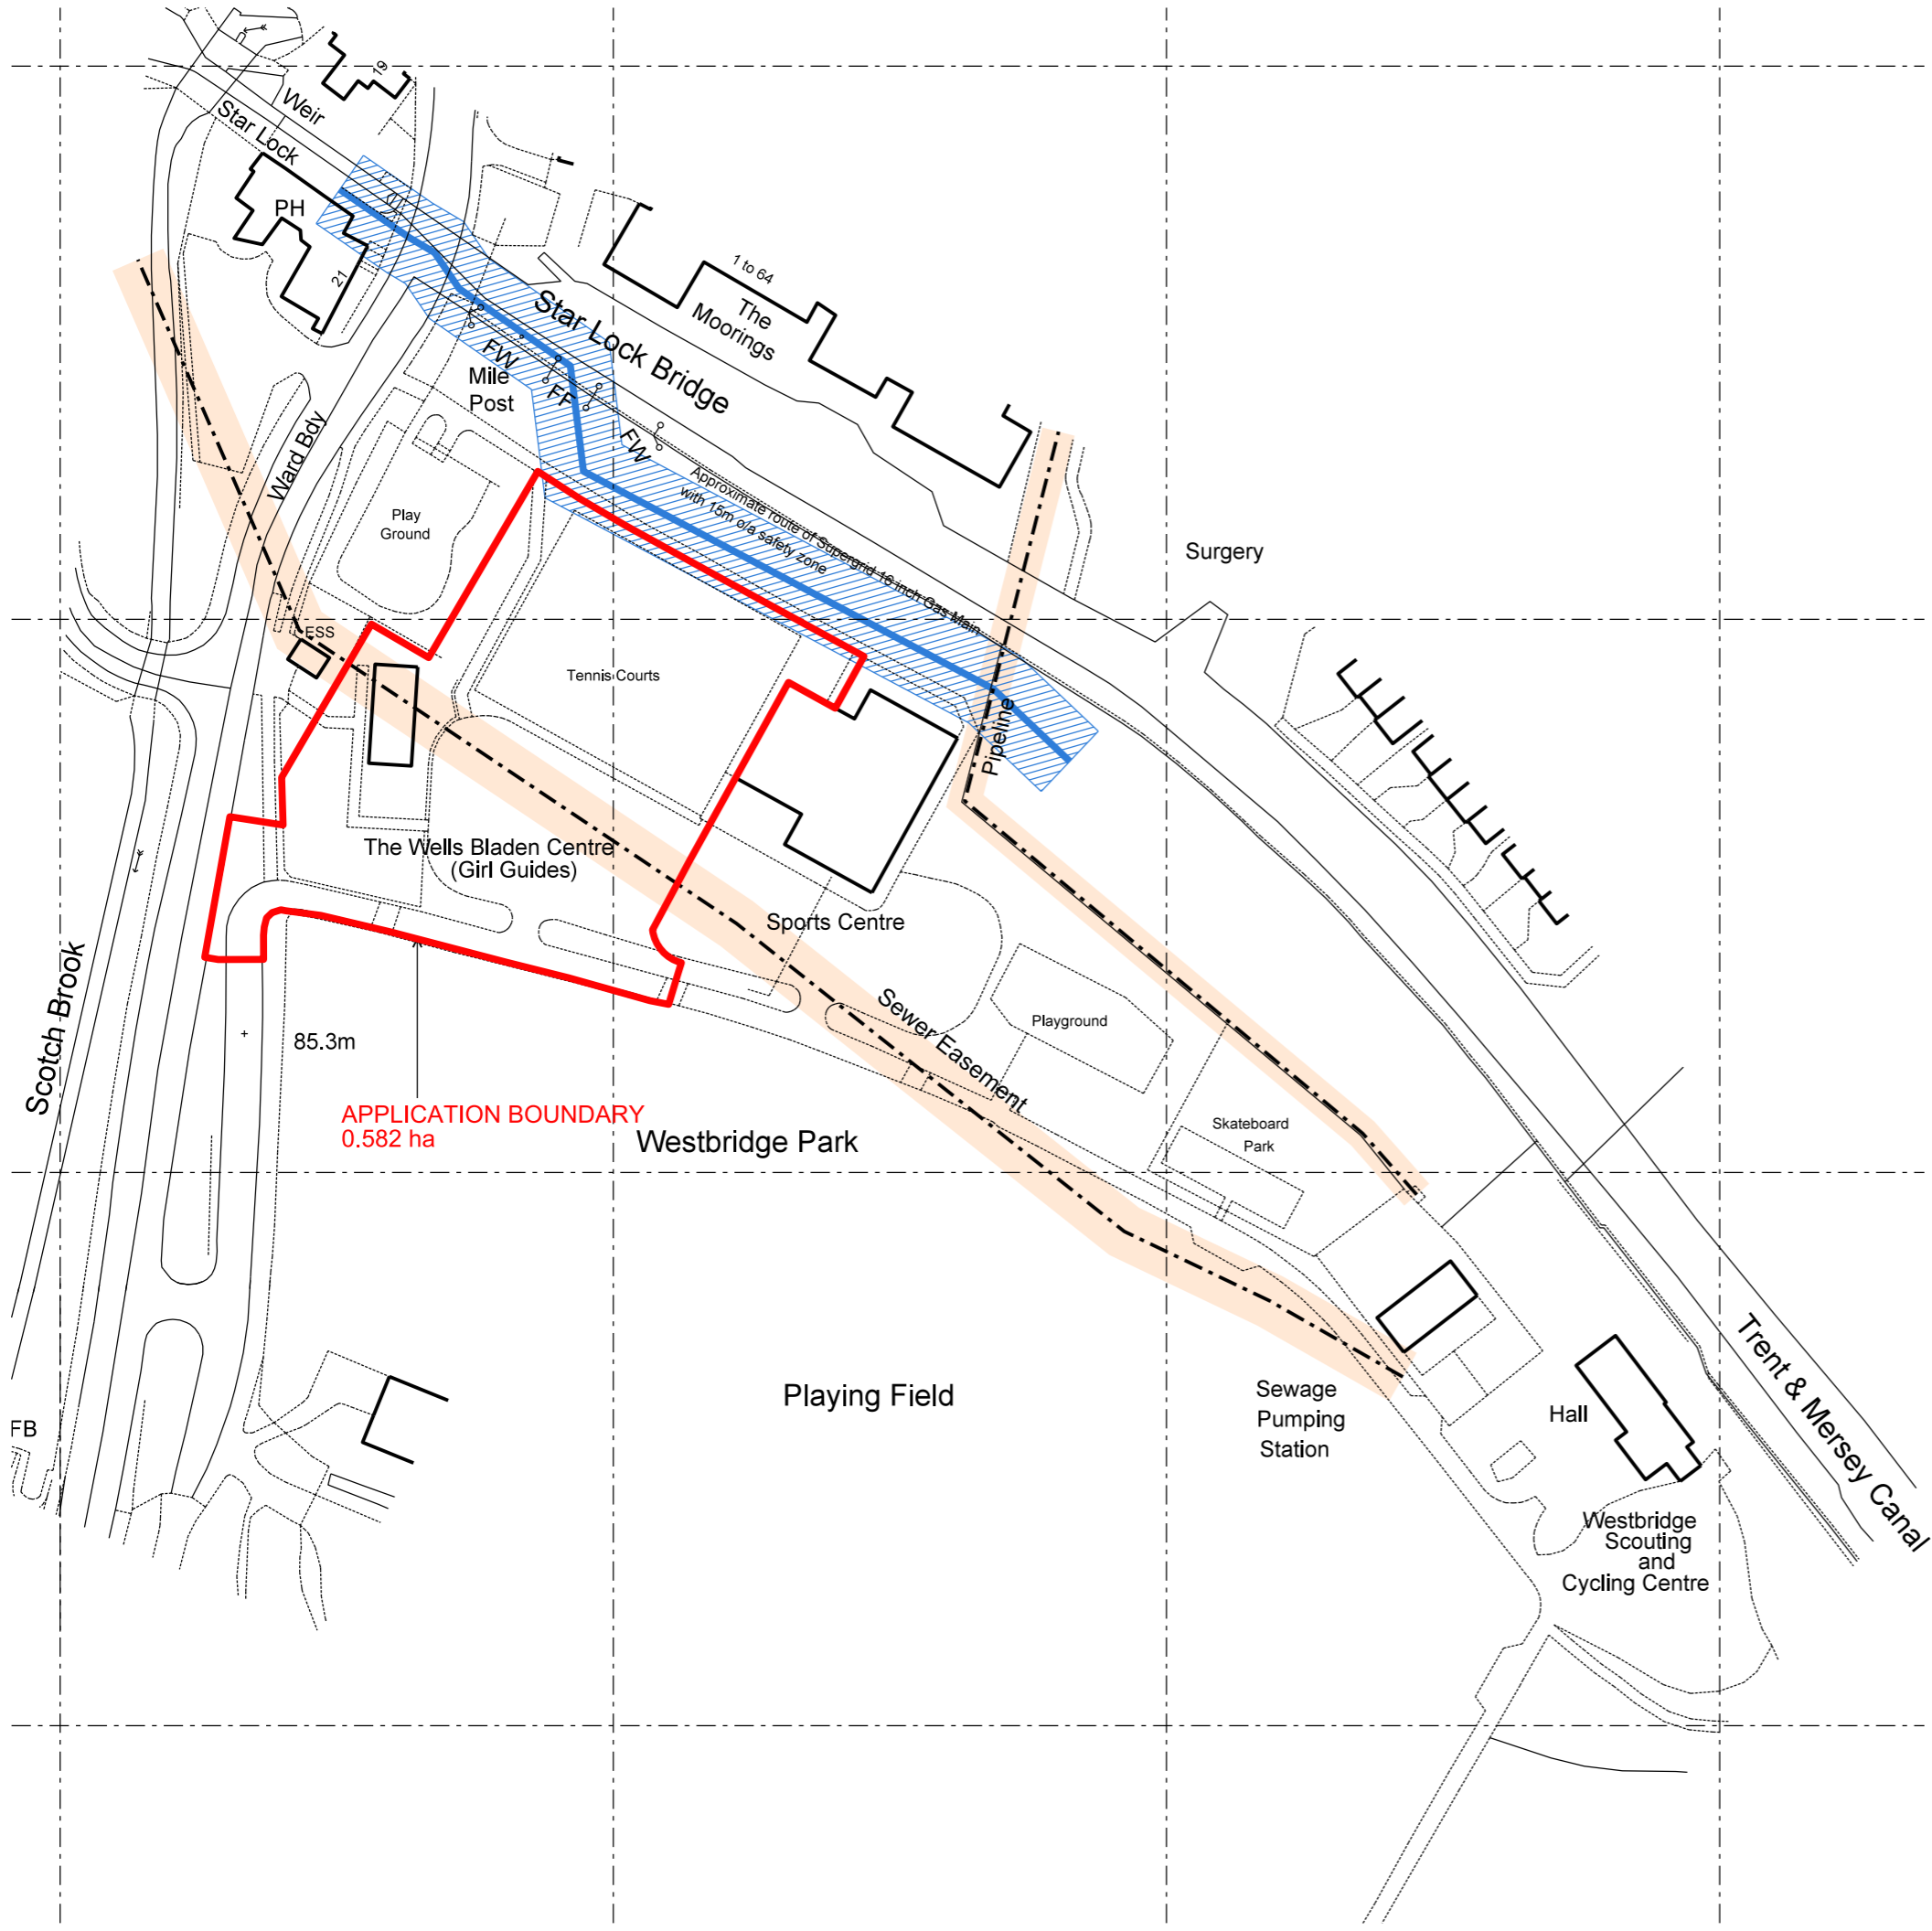 19
Weir
Star Lock
PH
21
1 to 64
The
Moorings
Star Lock Bridge
FW
FF
FW
Mile
Post
Ward Bdy
Play
Ground
Approximate route of Supergrid 16 inch Gas Main
with 15m o/a safety zone
Surgery
ESS
Tennis Courts
Pipeline
The Wells Bladen Centre
(Girl Guides)
Sports Centre
Scotch Brook
85.3m
Sewer Easement
Playground
APPLICATION BOUNDARY
0.582 ha
Westbridge Park
Skateboard
Park
Playing Field
Sewage
Pumping
Station
Hall
Trent & Mersey Canal
FB
Westbridge
Scouting
and
Cycling Centre